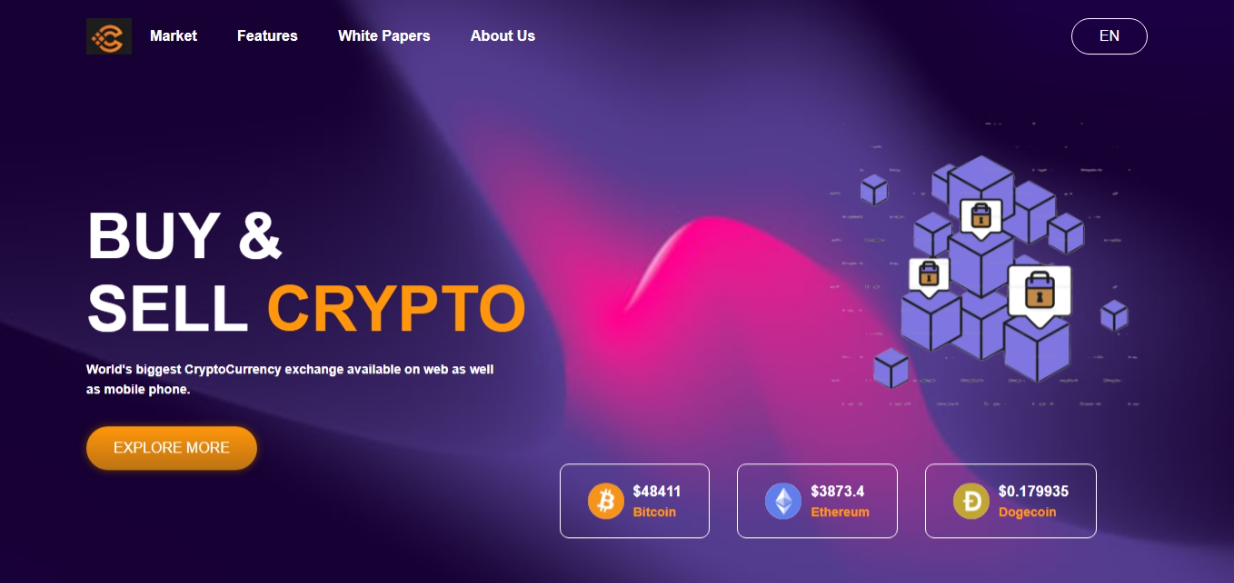 Market Features White Papers About Us EN
BUY &
SELL CRYPTO
World's biggest CryptoCurrency exchange available on web as well
as mobile phone.
EXPLORE MORE
$48411
Bitcoin
$3873.4
Ethereum
$0.179935
Dogecoin